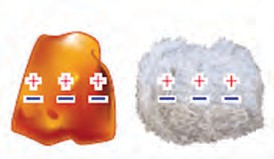 + + + + + +
− − − − − −